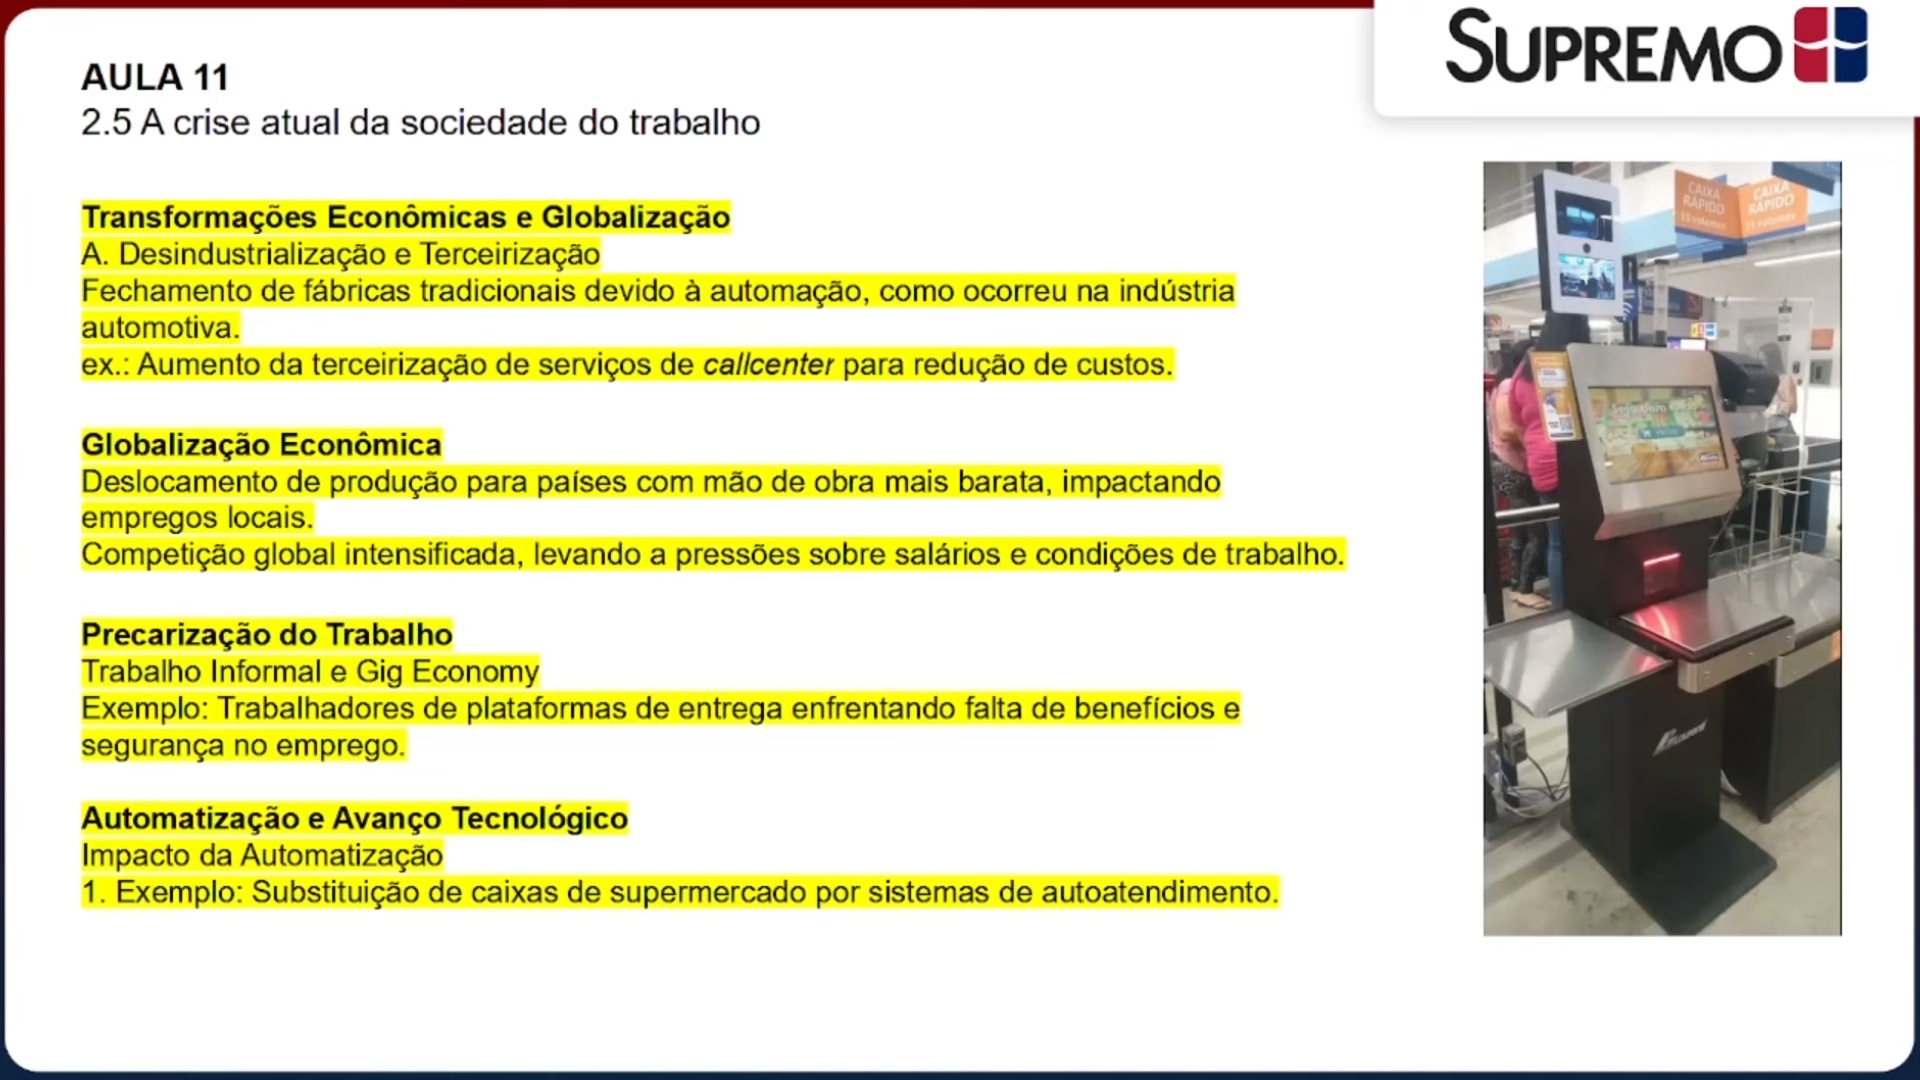 SUPREMO
AULA 11
2.5 A crise atual da sociedade do trabalho
Transformações Econômicas e Globalização
A. Desindustrialização e Terceirização
Fechamento de fábricas tradicionais devido à automação, como ocorreu na indústria
automotiva.
ex.: Aumento da terceirização de serviços de callcenter para redução de custos.
Globalização Econômica
Deslocamento de produção para países com mão de obra mais barata, impactando
empregos locais.
Competição global intensificada, levando a pressões sobre salários e condições de trabalho.
Precarização do Trabalho
Trabalho Informal e Gig Economy
Exemplo: Trabalhadores de plataformas de entrega enfrentando falta de benefícios e
segurança no emprego.
Automatização e Avanço Tecnológico
Impacto da Automatização
1. Exemplo: Substituição de caixas de supermercado por sistemas de autoatendimento.
CAIXA
RÁPIDO
15 volumes
CAIXA
RÁPIDO
15 volumes